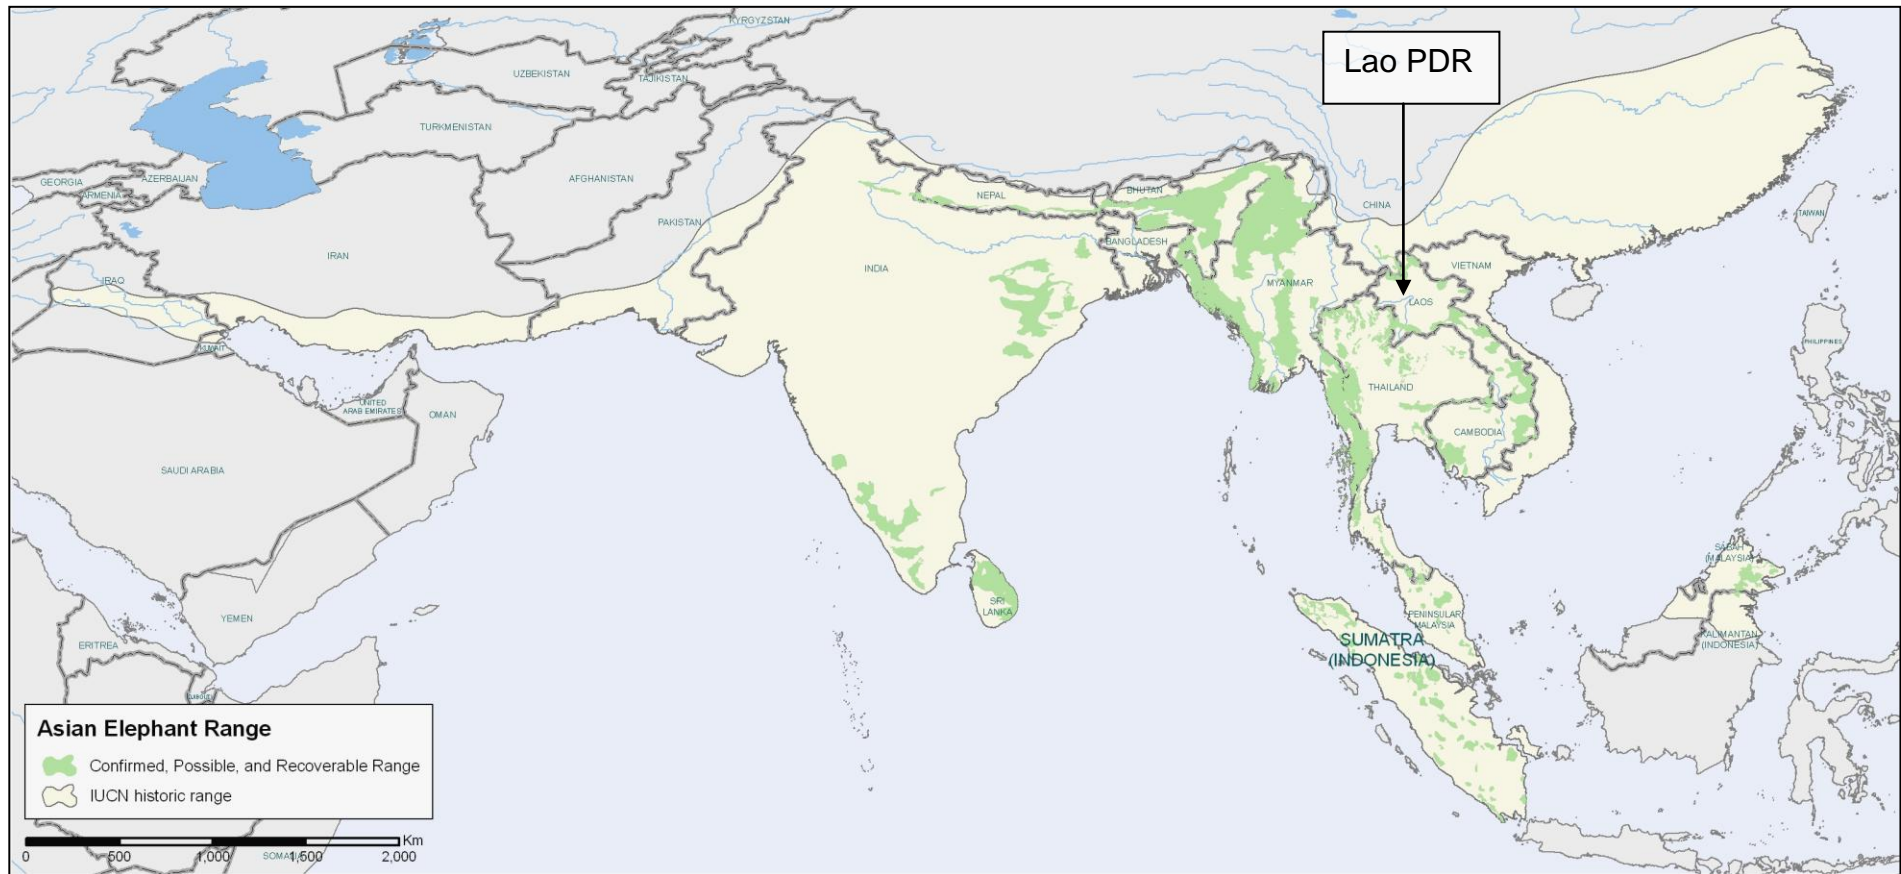 KYRGYZSTAN
Lao PDR
UZBEKISTAN
TAJIKISTAN
TURKMENISTAN
GEORGIA
AZERBAIJAN
ARMENIA
AFGHANISTAN
NEPAL
BHUTAN
CHINA
TAIWAN
PAKISTAN
BANGLADESH
IRAN
INDIA
VIETNAM
IRAQ
MYANMAR
LAOS
KUWAIT
PHILIPPINES
THAILAND
UNITED
ARAB EMIRATES
OMAN
CAMBODIA
SAUDI ARABIA
SABAH
(MALAYSIA)
SRI
LANKA
YEMEN
PENINSULAR
MALAYSIA
ERITREA
SUMATRA
(INDONESIA)
KALIMANTAN
(INDONESIA)
DJIBOUTI
Asian Elephant Range
Confirmed, Possible, and Recoverable Range
IUCN historic range
Km
0 500 1,000 1,500 2,000
SOMALIA